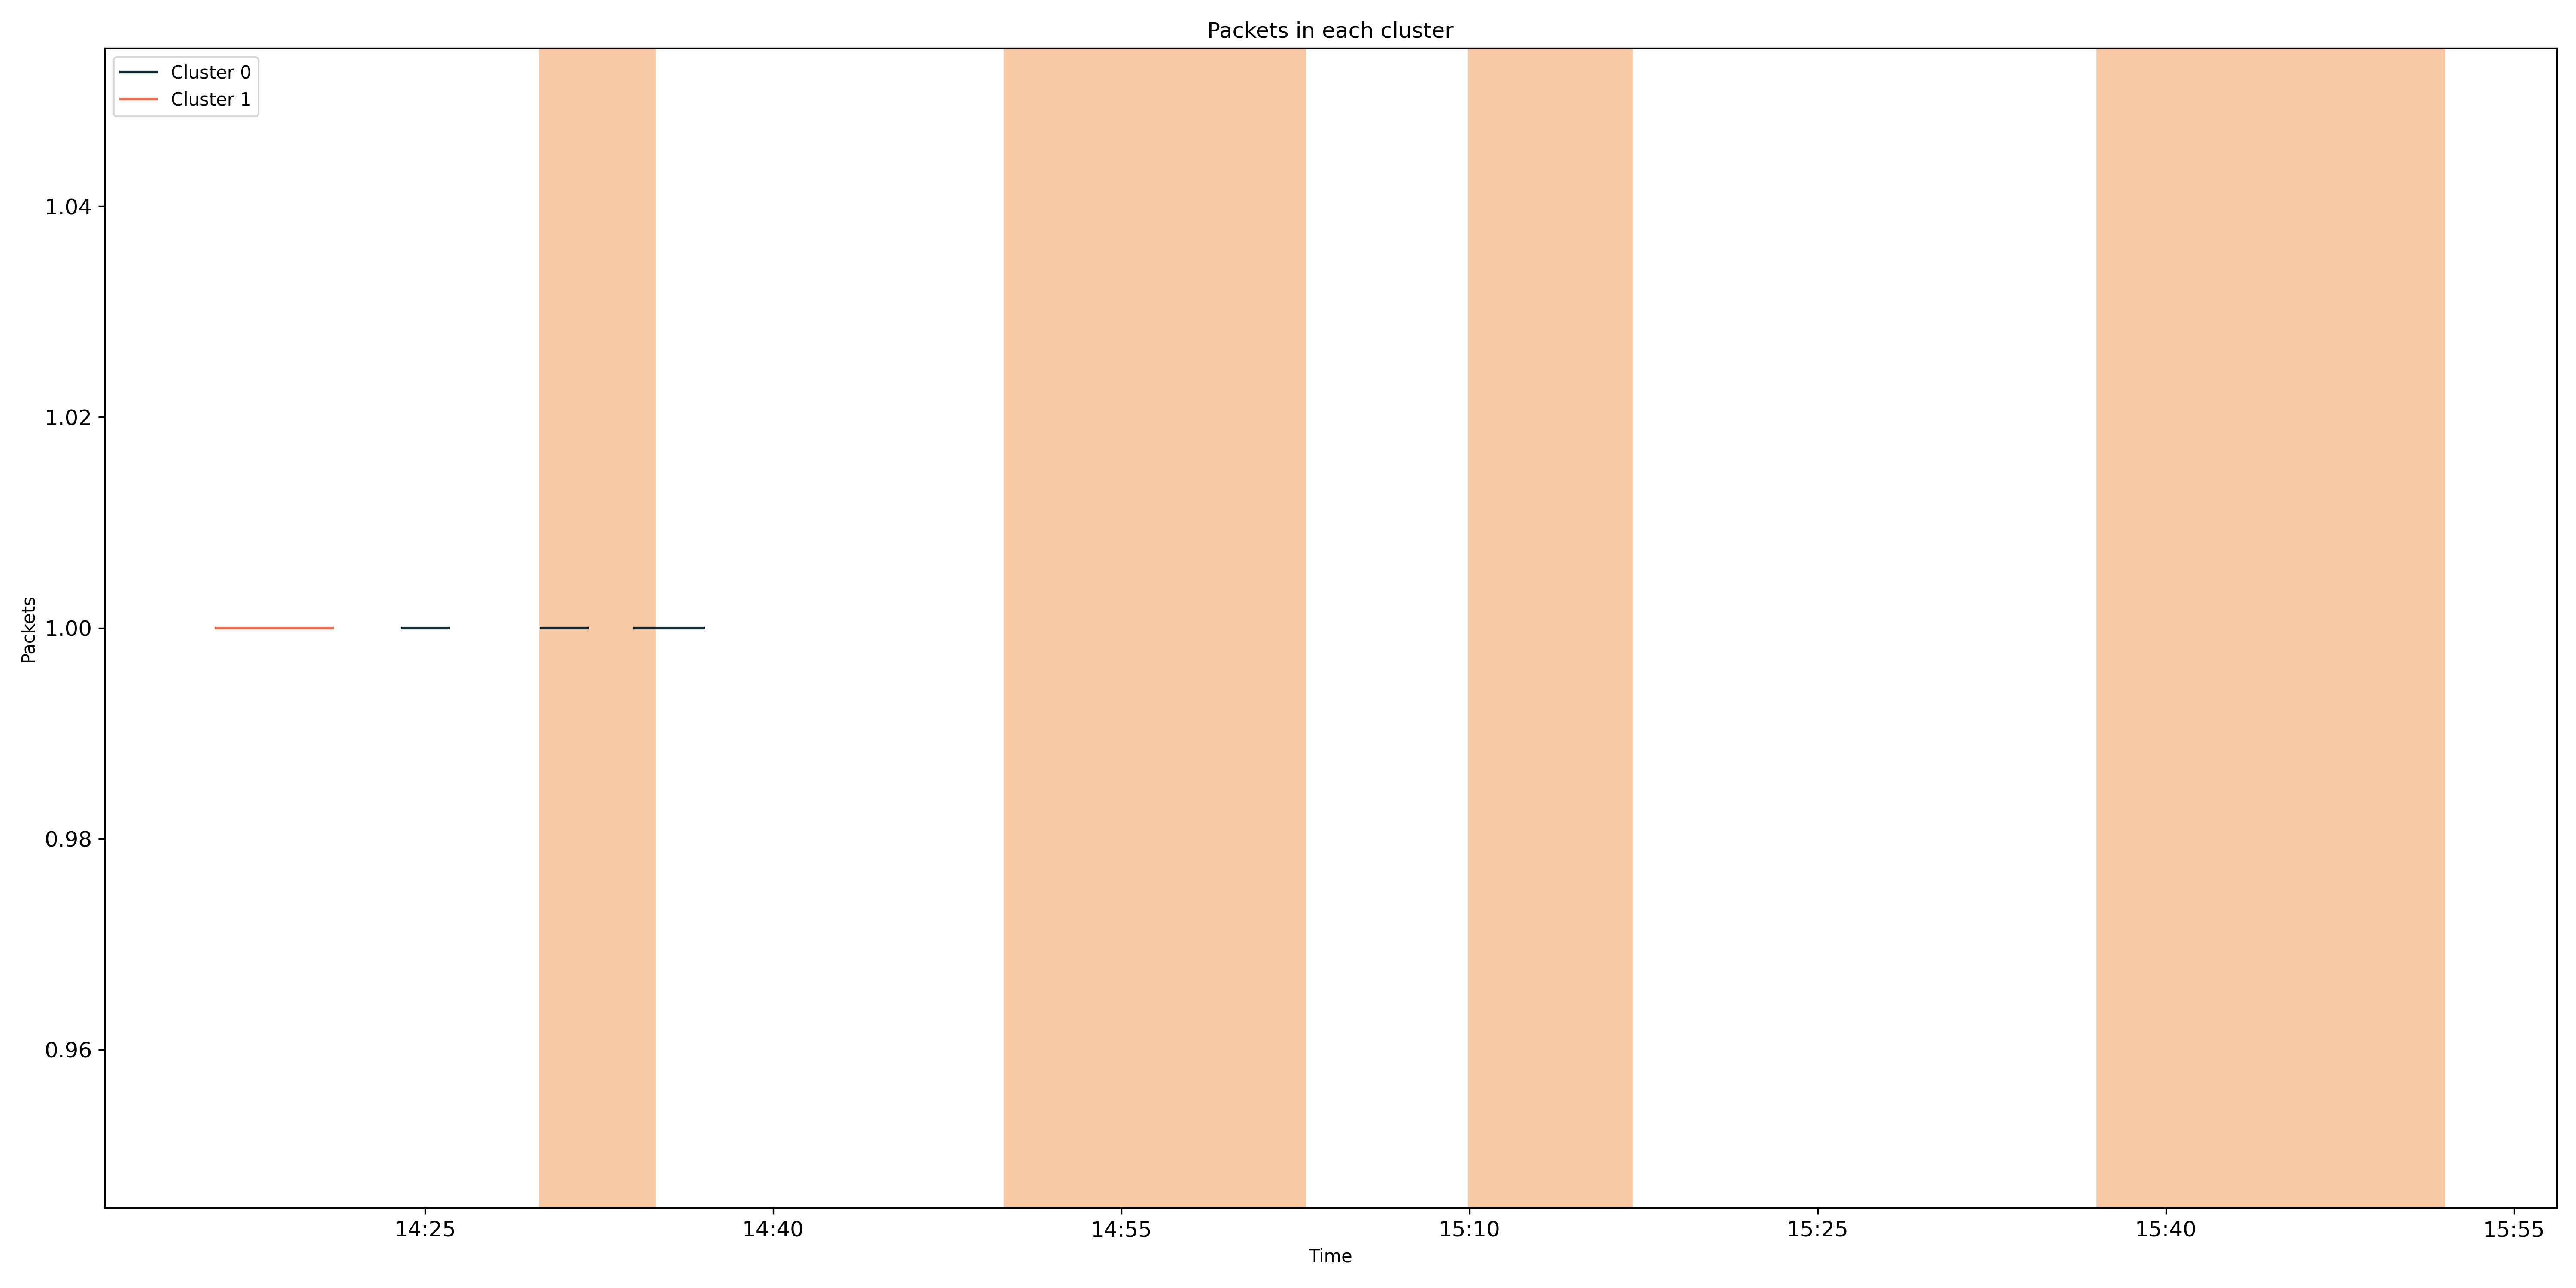 Packets in each cluster
Cluster 0
Cluster 1
1.04
1.02
1.00
0.98
0.96
Packets
14:25 14:40 14:55 15:10 15:25 15:40 15:55
Time